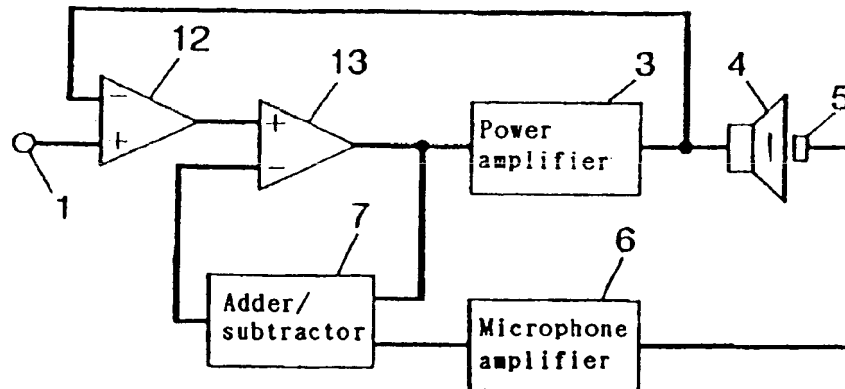 12
13
3
4
5
−
+
+
−
Power
amplifier
1
7
6
Adder/
subtractor
Microphone
amplifier